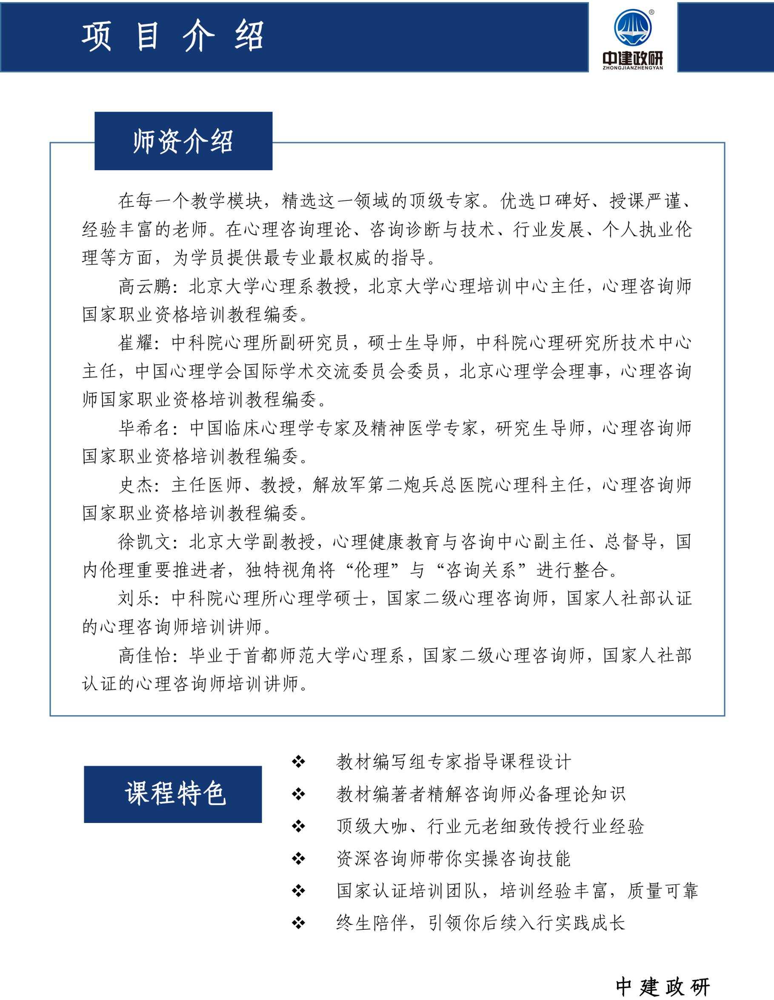 项目介绍
®
中建政研
ZHONGJIANZHENGYAN
师资介绍
在每一个教学模块，精选这一领域的顶级专家。优选口碑好、授课严谨、
经验丰富的老师。在心理咨询理论、咨询诊断与技术、行业发展、个人执业伦
理等方面，为学员提供最专业最权威的指导。
高云鹏：北京大学心理系教授，北京大学心理培训中心主任，心理咨询师
国家职业资格培训教程编委。
崔耀：中科院心理所副研究员，硕士生导师，中科院心理研究所技术中心
主任，中国心理学会国际学术交流委员会委员，北京心理学会理事，心理咨询
师国家职业资格培训教程编委。
毕希名：中国临床心理学专家及精神医学专家，研究生导师，心理咨询师
国家职业资格培训教程编委。
史杰：主任医师、教授，解放军第二炮兵总医院心理科主任，心理咨询师
国家职业资格培训教程编委。
徐凯文：北京大学副教授，心理健康教育与咨询中心副主任、总督导，国
内伦理重要推进者，独特视角将“伦理”与“咨询关系”进行整合。
刘乐：中科院心理所心理学硕士，国家二级心理咨询师，国家人社部认证
的心理咨询师培训讲师。
高佳怡：毕业于首都师范大学心理系，国家二级心理咨询师，国家人社部
认证的心理咨询师培训讲师。
课程特色
❖ 教材编写组专家指导课程设计
❖ 教材编著者精解咨询师必备理论知识
❖ 顶级大咖、行业元老细致传授行业经验
❖ 资深咨询师带你实操咨询技能
❖ 国家认证培训团队，培训经验丰富，质量可靠
❖ 终生陪伴，引领你后续入行实践成长
中建政研